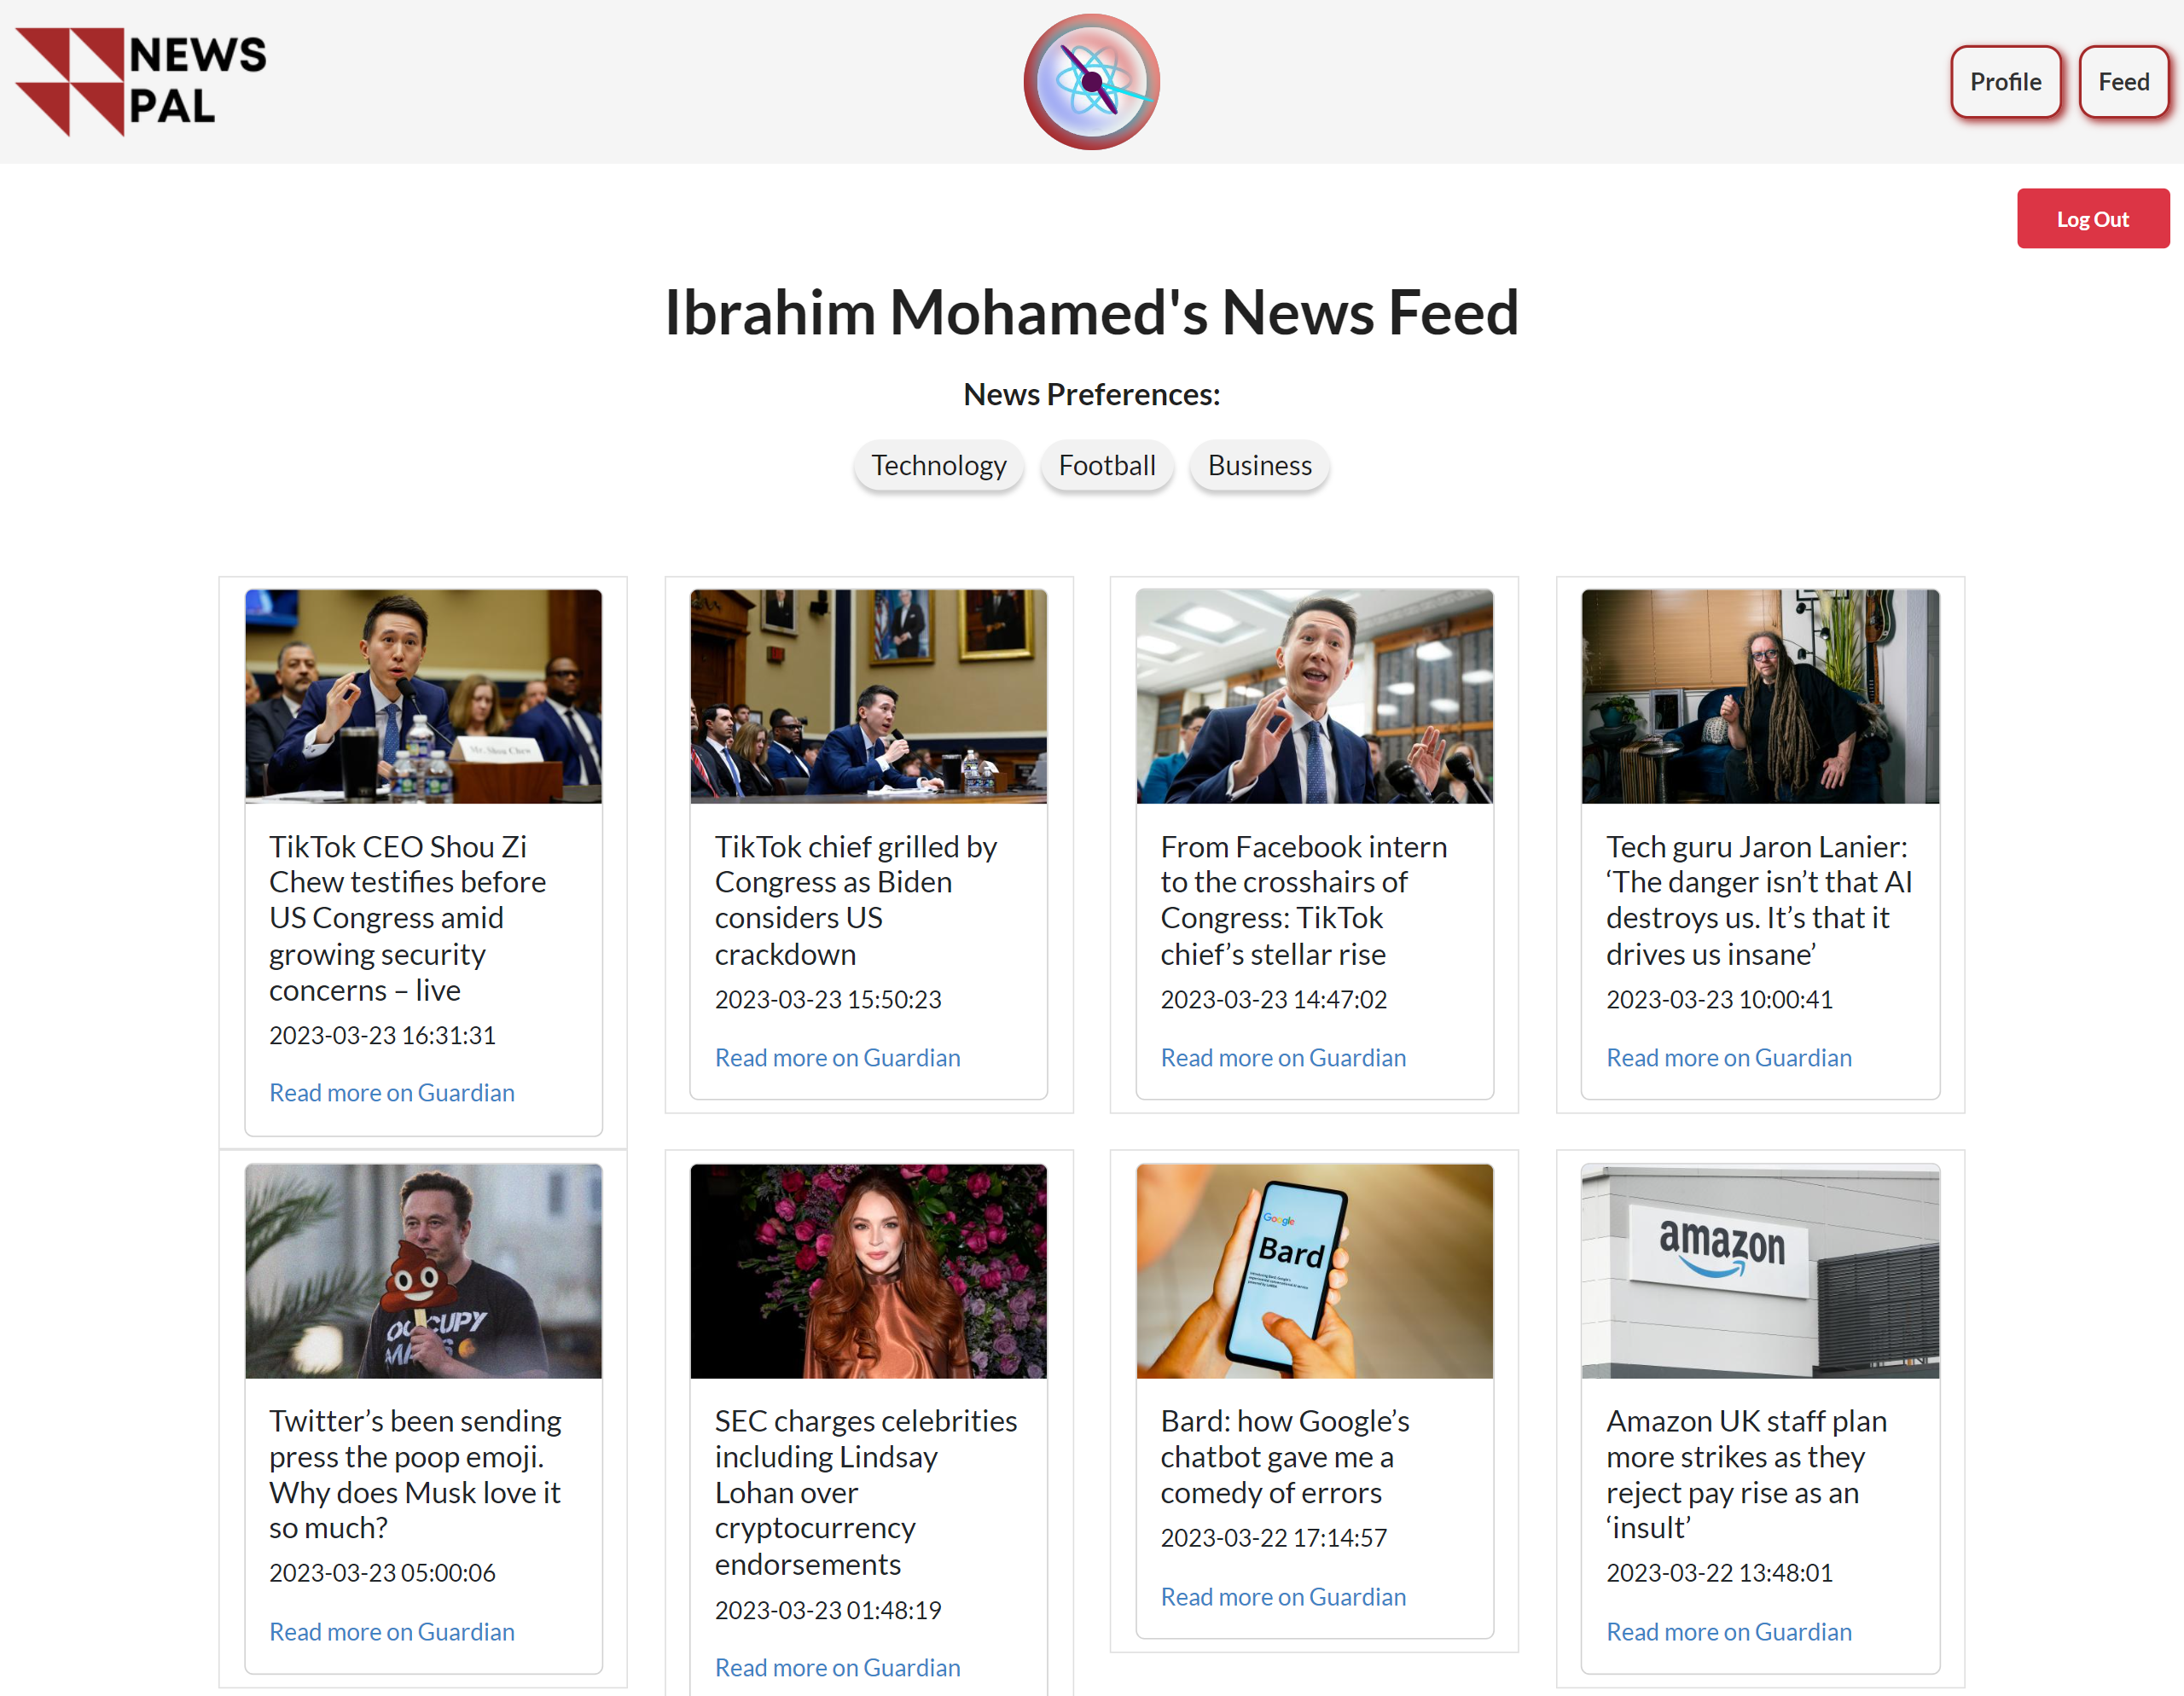 NEWS
PAL
Profile
Feed
Log Out
Ibrahim Mohamed's News Feed
News Preferences:
Technology
Football
Business
Mr. Shou Chew
TikTok CEO Shou Zi
Chew testifies before
US Congress amid
growing security
concerns – live
2023-03-23 16:31:31
Read more on Guardian
TikTok chief grilled by
Congress as Biden
considers US
crackdown
2023-03-23 15:50:23
Read more on Guardian
From Facebook intern
to the crosshairs of
Congress: TikTok
chief’s stellar rise
2023-03-23 14:47:02
Read more on Guardian
Tech guru Jaron Lanier:
‘The danger isn’t that AI
destroys us. It’s that it
drives us insane’
2023-03-23 10:00:41
Read more on Guardian
Twitter’s been sending
press the poop emoji.
Why does Musk love it
so much?
2023-03-23 05:00:06
Read more on Guardian
SEC charges celebrities
including Lindsay
Lohan over
cryptocurrency
endorsements
2023-03-23 01:48:19
Read more on Guardian
Google
Bard
Bard: how Google’s
chatbot gave me a
comedy of errors
2023-03-22 17:14:57
Read more on Guardian
amazon
Amazon UK staff plan
more strikes as they
reject pay rise as an
‘insult’
2023-03-22 13:48:01
Read more on Guardian